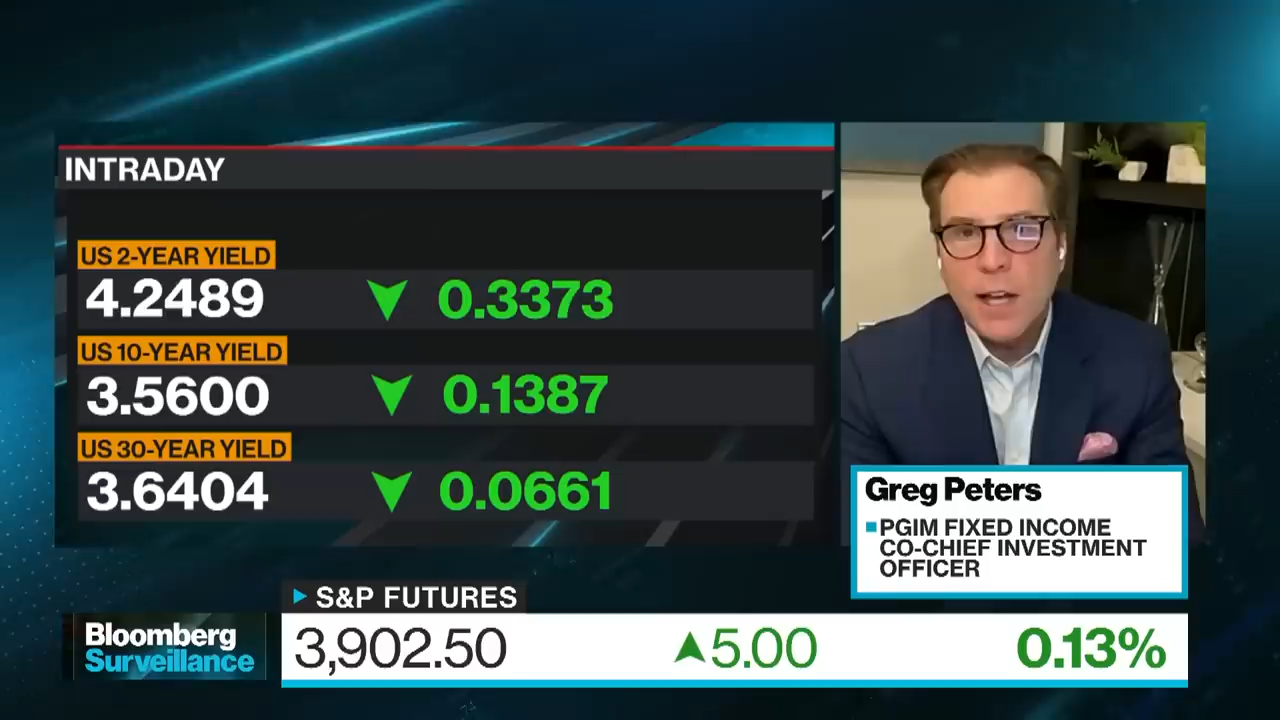 INTRADAY
US 2-YEAR YIELD
4.2489 ▼ 0.3373
US 10-YEAR YIELD
3.5600 ▼ 0.1387
US 30-YEAR YIELD
3.6404 ▼ 0.0661
Greg Peters
PGIM FIXED INCOME
CO-CHIEF INVESTMENT
OFFICER
S&P FUTURES
Bloomberg
Surveillance
3,902.50 ▲5.00 0.13%